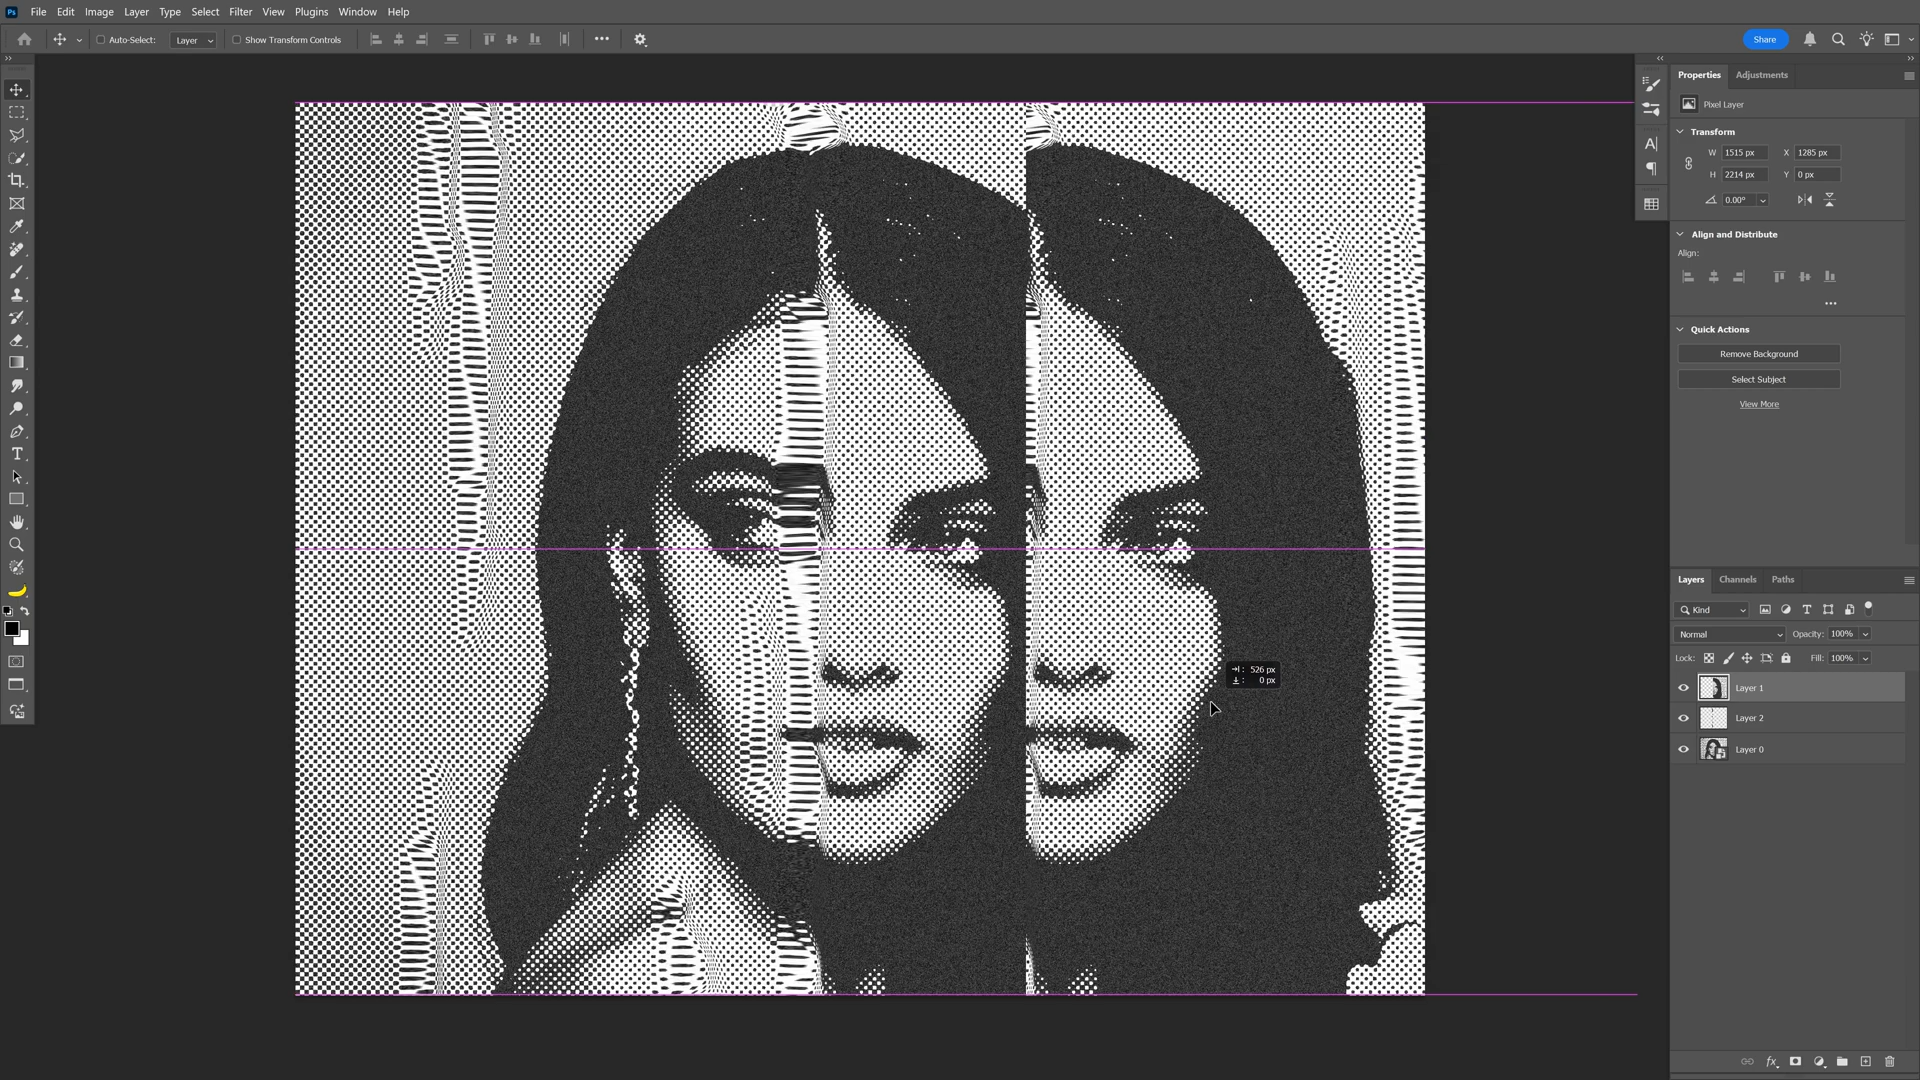 Ps File Edit Image Layer Type Select Filter View Plugins Window Help
Auto-Select: Layer Show Transform Controls Share
Properties Adjustments
Pixel Layer
Transform
W 1515 px X 1285 px
H 2214 px Y 0 px
0.00°
Align and Distribute
Align:
Quick Actions
Remove Background
Select Subject
View More
Layers Channels Paths
Kind
Normal Opacity: 100%
Lock: Fill: 100%
Layer 1
Layer 2
Layer 0
: 526 px
: 0 px